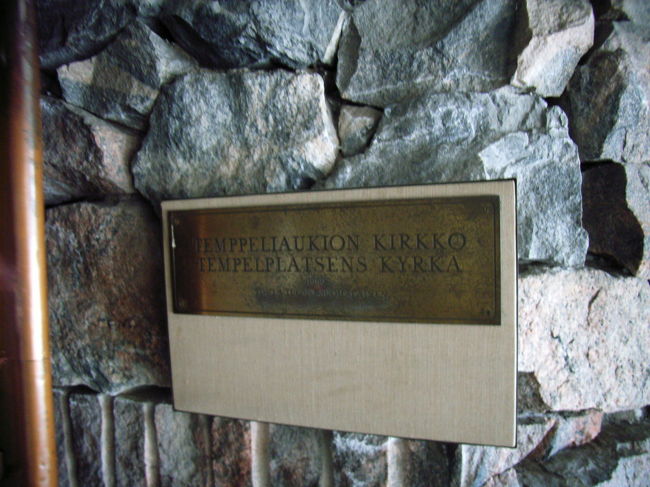 TEMPPELIAUKION KIRKKO
TEMPELPLATSENS KYRKA